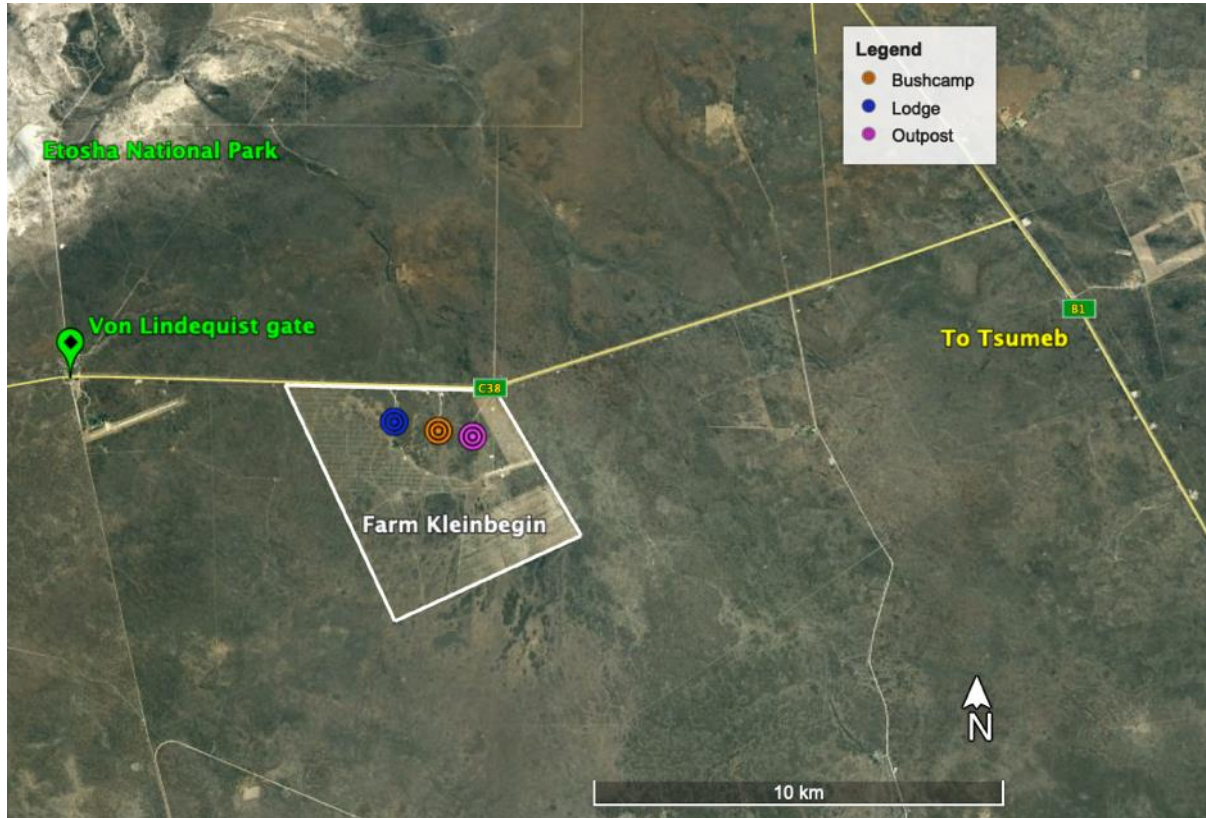 Legend
Bushcamp
Lodge
Outpost
Etosha National Park
Von Lindequist gate
B1
To Tsumeb
C38
Farm Kleinbegin
N
10 km